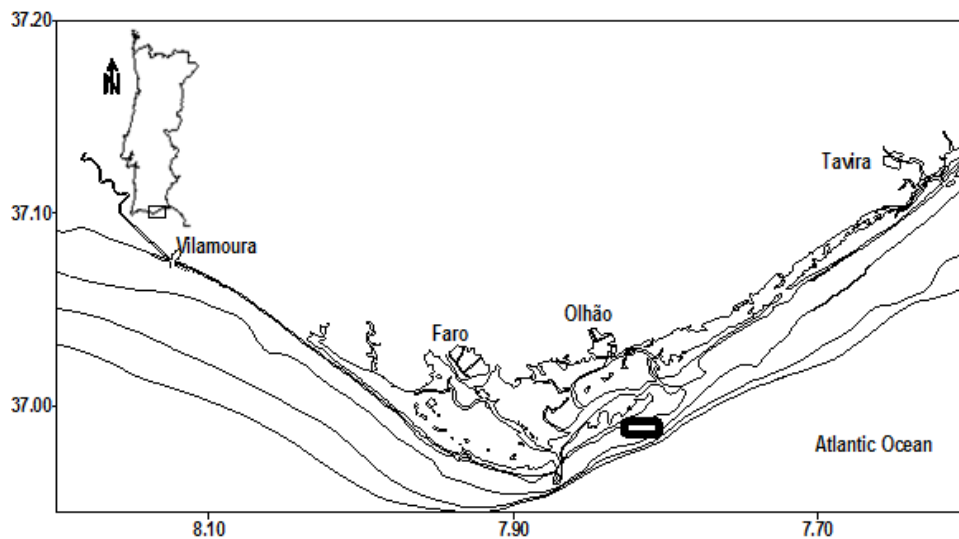 37.20
N
Tavira
37.10
Vilamoura
Olhão
Faro
37.00
Atlantic Ocean
8.10
7.90
7.70